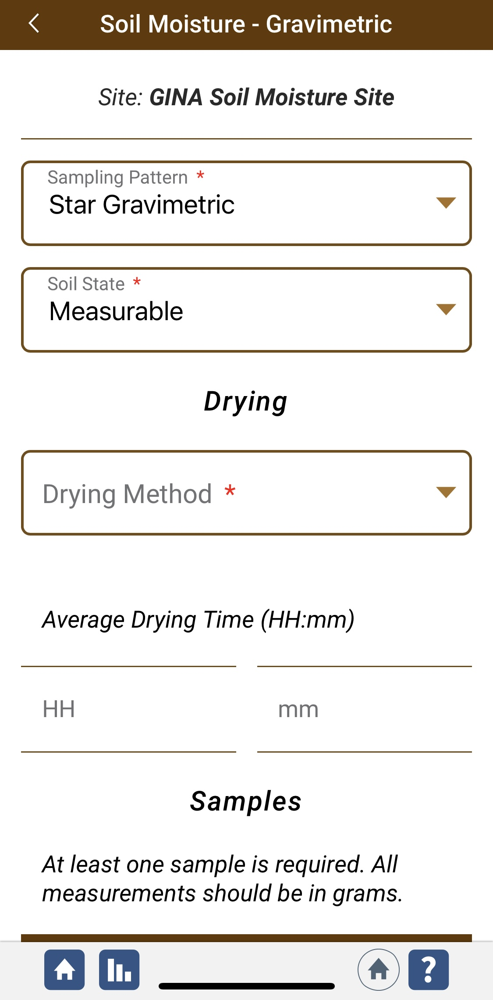 Soil Moisture - Gravimetric
Site: GINA Soil Moisture Site
Sampling Pattern *
Star Gravimetric
Soil State *
Measurable
Drying
Drying Method *
Average Drying Time (HH:mm)
HH mm
Samples
At least one sample is required. All
measurements should be in grams.
?